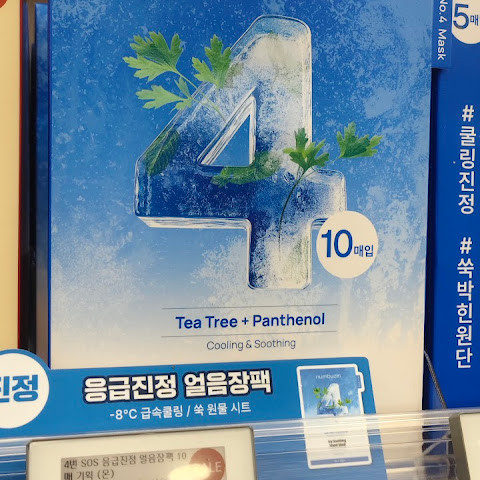 No.4 Mask
5매
4
10매입
Tea Tree + Panthenol
Cooling & Soothing
#쿨링진정 #쑥박힌원단
진정
응급진정 얼음장팩
-8°C 급속쿨링 / 쑥 원물 시트
numbuzin
4번 SOS 응급진정 얼음장팩 10
매 기획 (온)
SALE